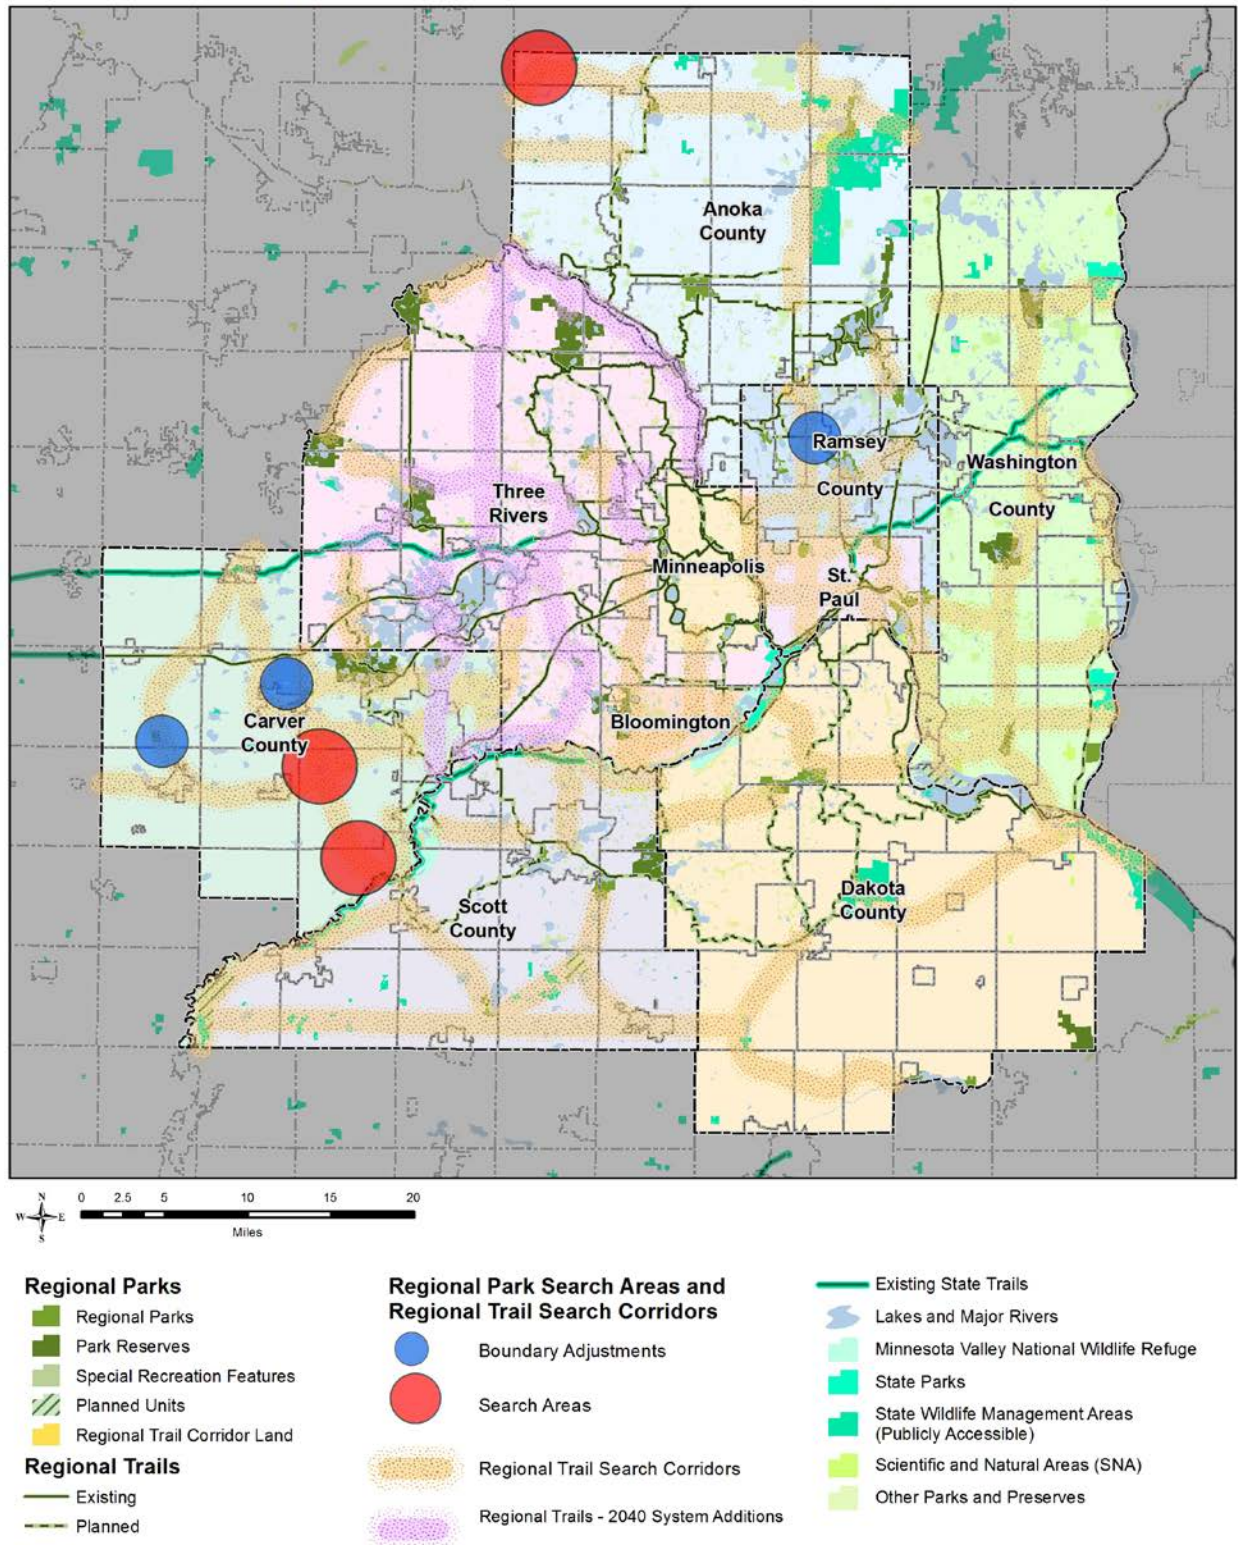 Anoka
County
Ramsey
County
Washington
County
Three
Rivers
Minneapolis
St.
Paul
Carver
County
Bloomington
Scott
County
Dakota
County
N
W E
S
0 2.5 5 10 15 20
Miles
Regional Parks
Regional Parks
Park Reserves
Special Recreation Features
Planned Units
Regional Trail Corridor Land
Regional Trails
Existing
Planned
Regional Park Search Areas and
Regional Trail Search Corridors
Boundary Adjustments
Search Areas
Regional Trail Search Corridors
Regional Trails - 2040 System Additions
Existing State Trails
Lakes and Major Rivers
Minnesota Valley National Wildlife Refuge
State Parks
State Wildlife Management Areas
(Publicly Accessible)
Scientific and Natural Areas (SNA)
Other Parks and Preserves